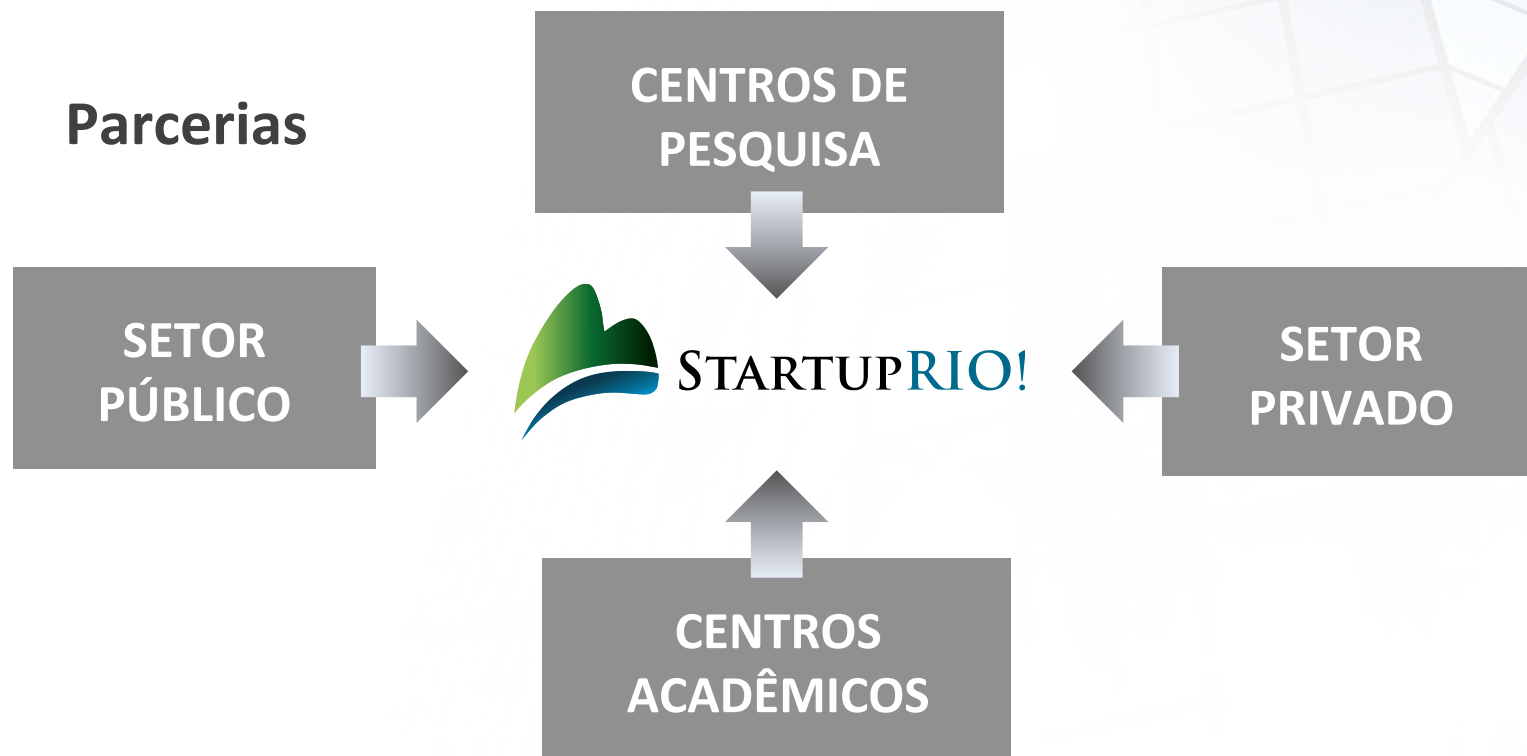 Parcerias
CENTROS DE
PESQUISA
SETOR
PÚBLICO
STARTUPRIO!
SETOR
PRIVADO
CENTROS
ACADÊMICOS